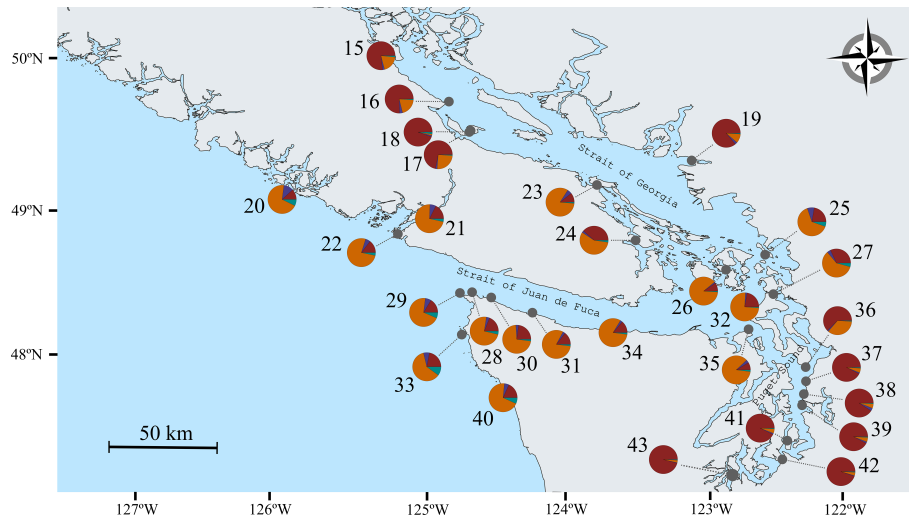 50ºN
49ºN
48ºN
15
16
18
17
19
20
21
22
23
24
25
26
27
32
28
29
30
31
33
34
35
36
37
38
39
40
41
42
43
Strait of Georgia
Strait of Juan de Fuca
Puget Sound
50 km
127ºW
126ºW
125ºW
124ºW
123ºW
122ºW